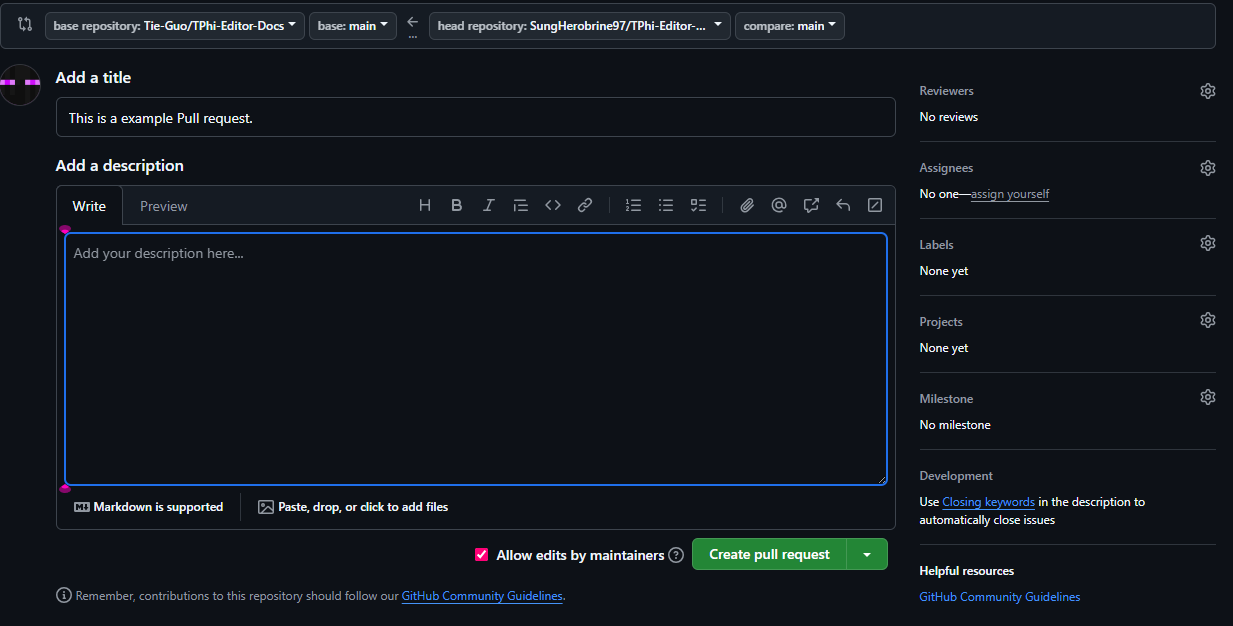 base repository: Tie-Guo/TPhi-Editor-Docs base: main ... head repository: SungHerobrine97/TPhi-Editor-... compare: main
Add a title
This is a example Pull request.
Add a description
Write Preview
Add your description here...
Markdown is supported Paste, drop, or click to add files
Allow edits by maintainers Create pull request
Remember, contributions to this repository should follow our GitHub Community Guidelines.
Reviewers
No reviews
Assignees
No one—assign yourself
Labels
None yet
Projects
None yet
Milestone
No milestone
Development
Use Closing keywords in the description to
automatically close issues
Helpful resources
GitHub Community Guidelines